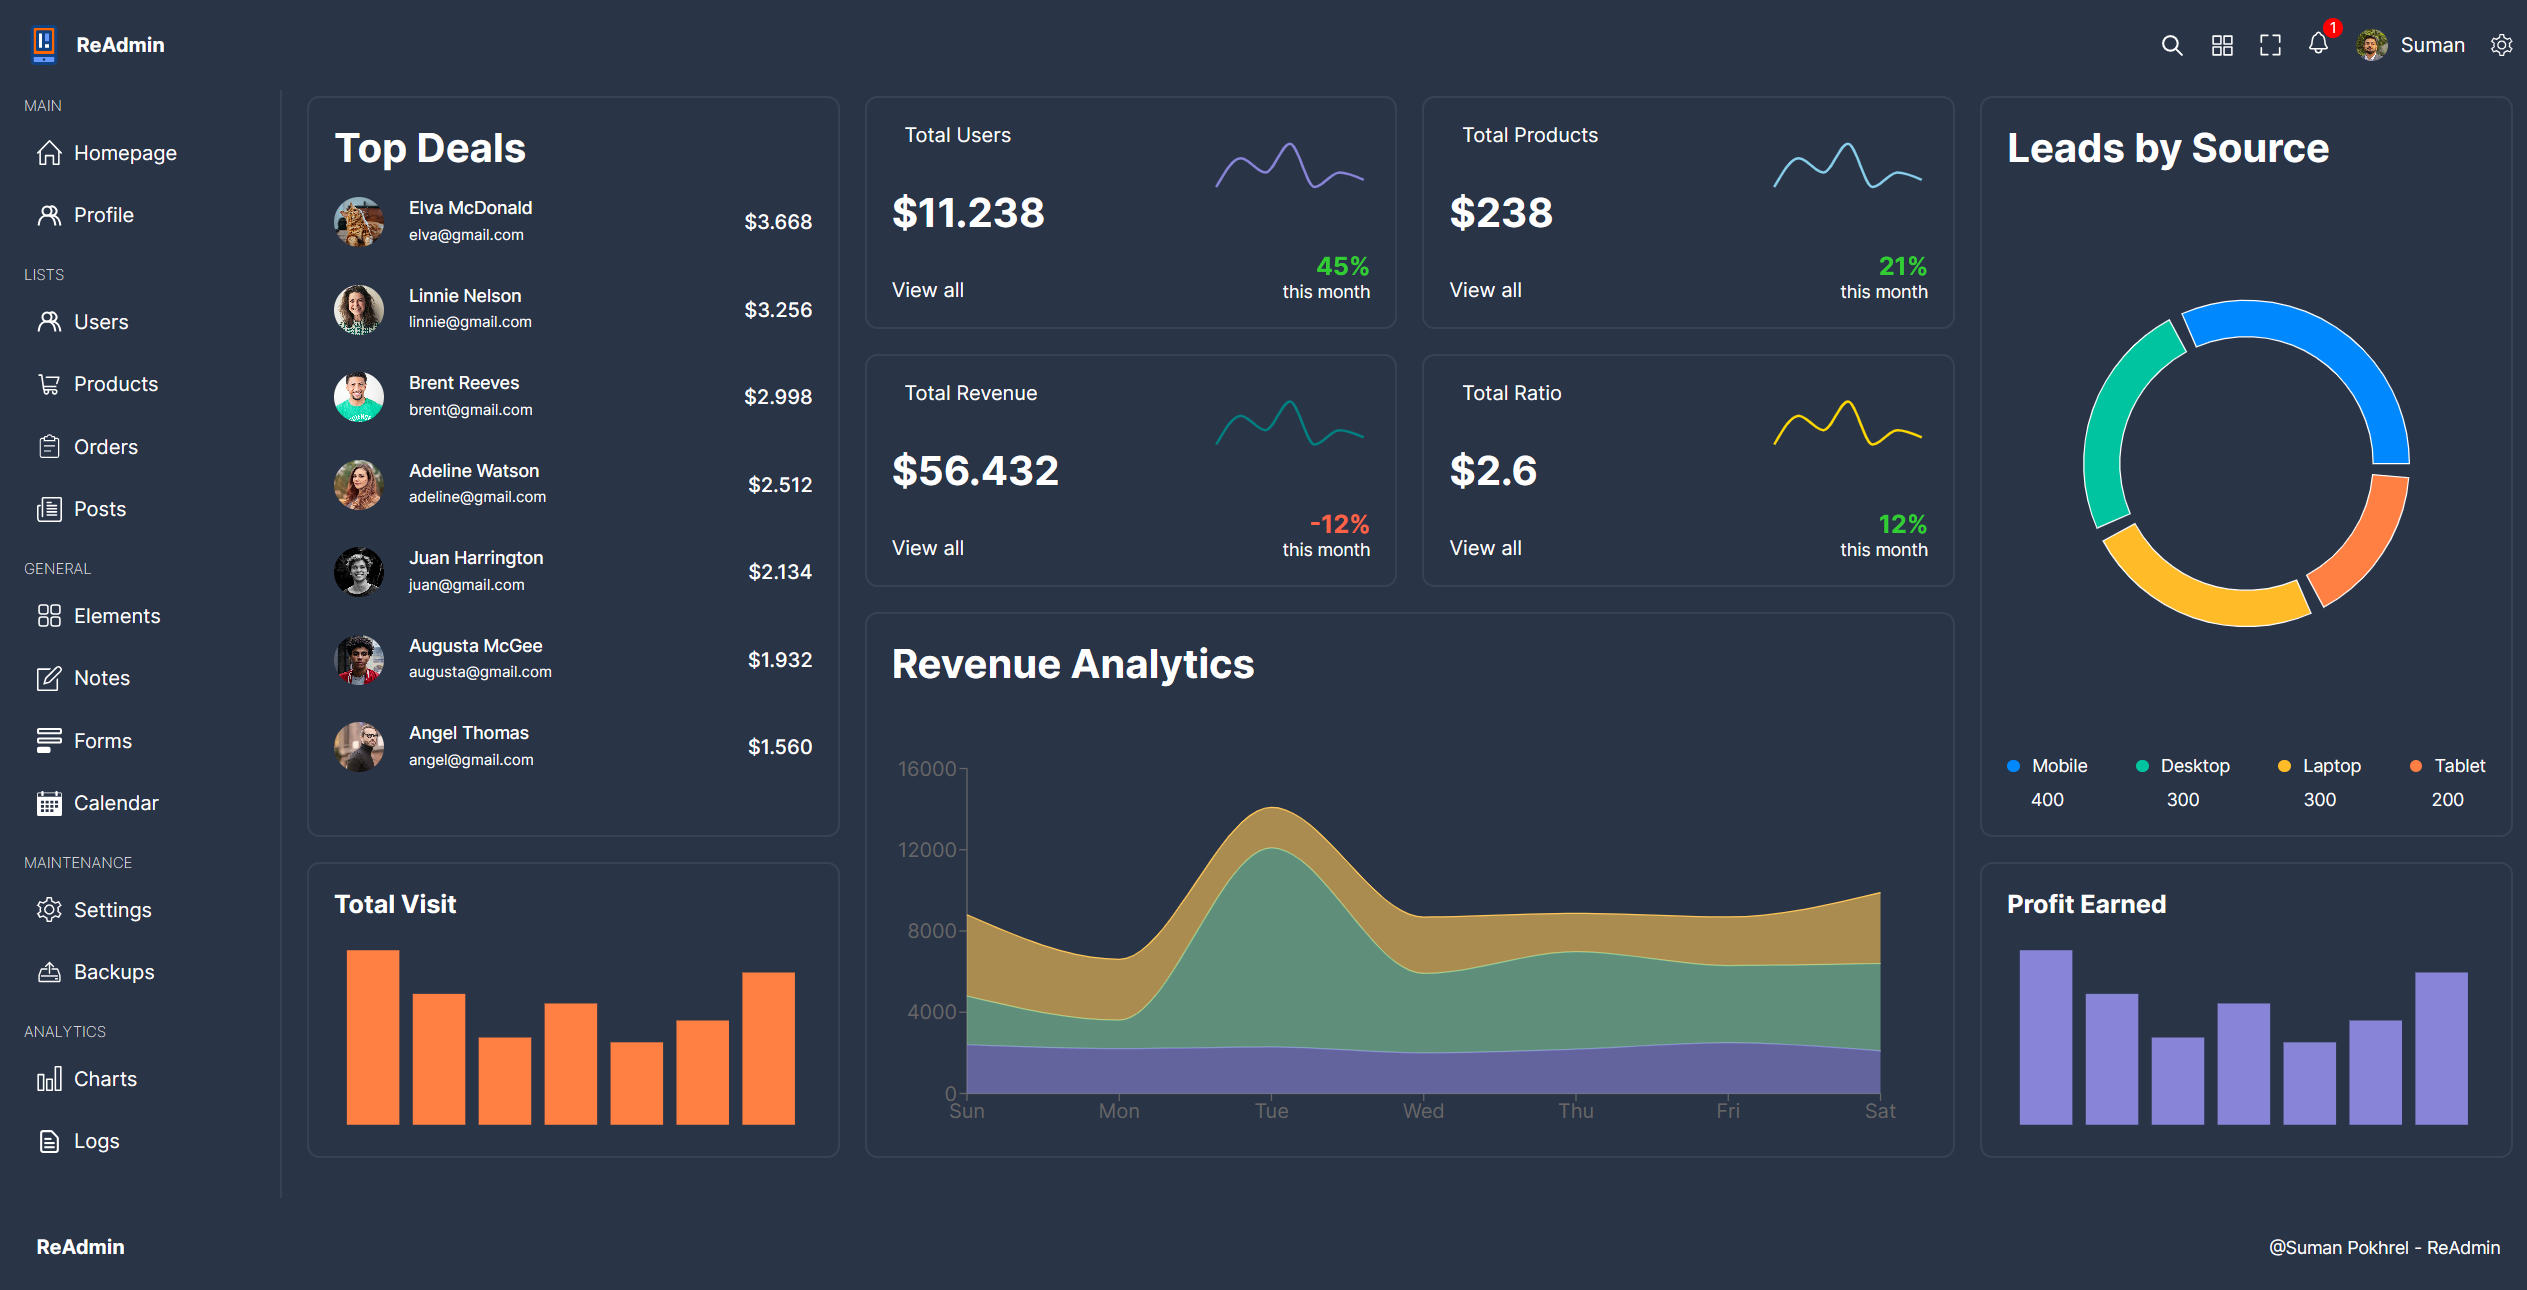 ReAdmin
1
Suman
MAIN
Homepage
Profile
LISTS
Users
Products
Orders
Posts
GENERAL
Elements
Notes
Forms
Calendar
MAINTENANCE
Settings
Backups
ANALYTICS
Charts
Logs
Top Deals
Elva McDonald
elva@gmail.com
$3.668
Linnie Nelson
linnie@gmail.com
$3.256
Brent Reeves
brent@gmail.com
$2.998
Adeline Watson
adeline@gmail.com
$2.512
Juan Harrington
juan@gmail.com
$2.134
Augusta McGee
augusta@gmail.com
$1.932
Angel Thomas
angel@gmail.com
$1.560
Total Visit
Total Users
$11.238
View all
45%
this month
Total Products
$238
View all
21%
this month
Total Revenue
$56.432
View all
-12%
this month
Total Ratio
$2.6
View all
12%
this month
Revenue Analytics
16000
12000
8000
4000
0
Sun Mon Tue Wed Thu Fri Sat
Leads by Source
Mobile Desktop Laptop Tablet
400 300 300 200
Profit Earned
ReAdmin
@Suman Pokhrel - ReAdmin